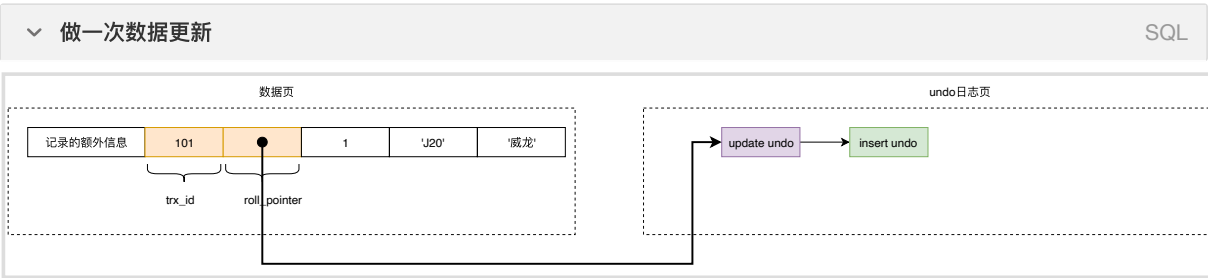 做一次数据更新 SQL
数据页 undo日志页
记录的额外信息 101 1 'J20' '威龙' update undo insert undo
trx_id roll_pointer